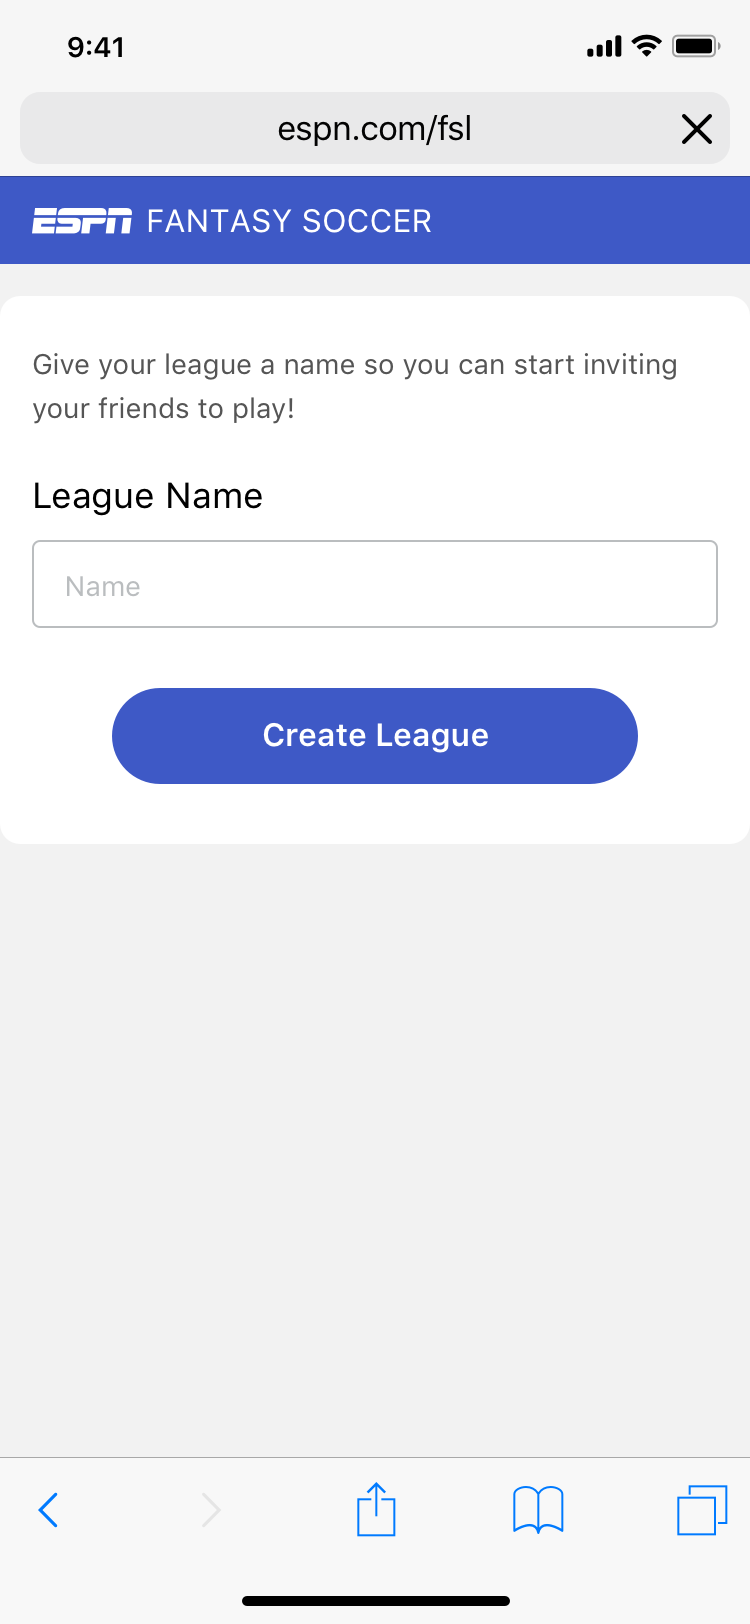 9:41
espn.com/fsl
ESPN FANTASY SOCCER
Give your league a name so you can start inviting
your friends to play!
League Name
Name
Create League